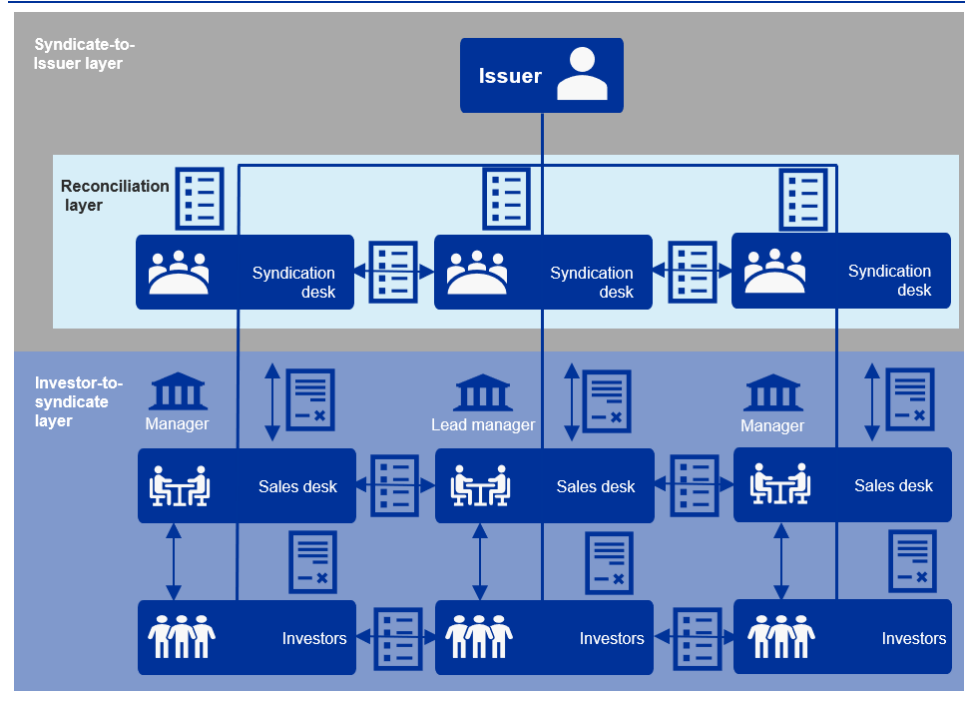 Syndicate-to-
Issuer layer
Issuer
Reconciliation
layer
Syndication
desk
Syndication
desk
Syndication
desk
Investor-to-
syndicate
layer
Manager
Lead manager
Manager
Sales desk
Sales desk
Sales desk
Investors
Investors
Investors